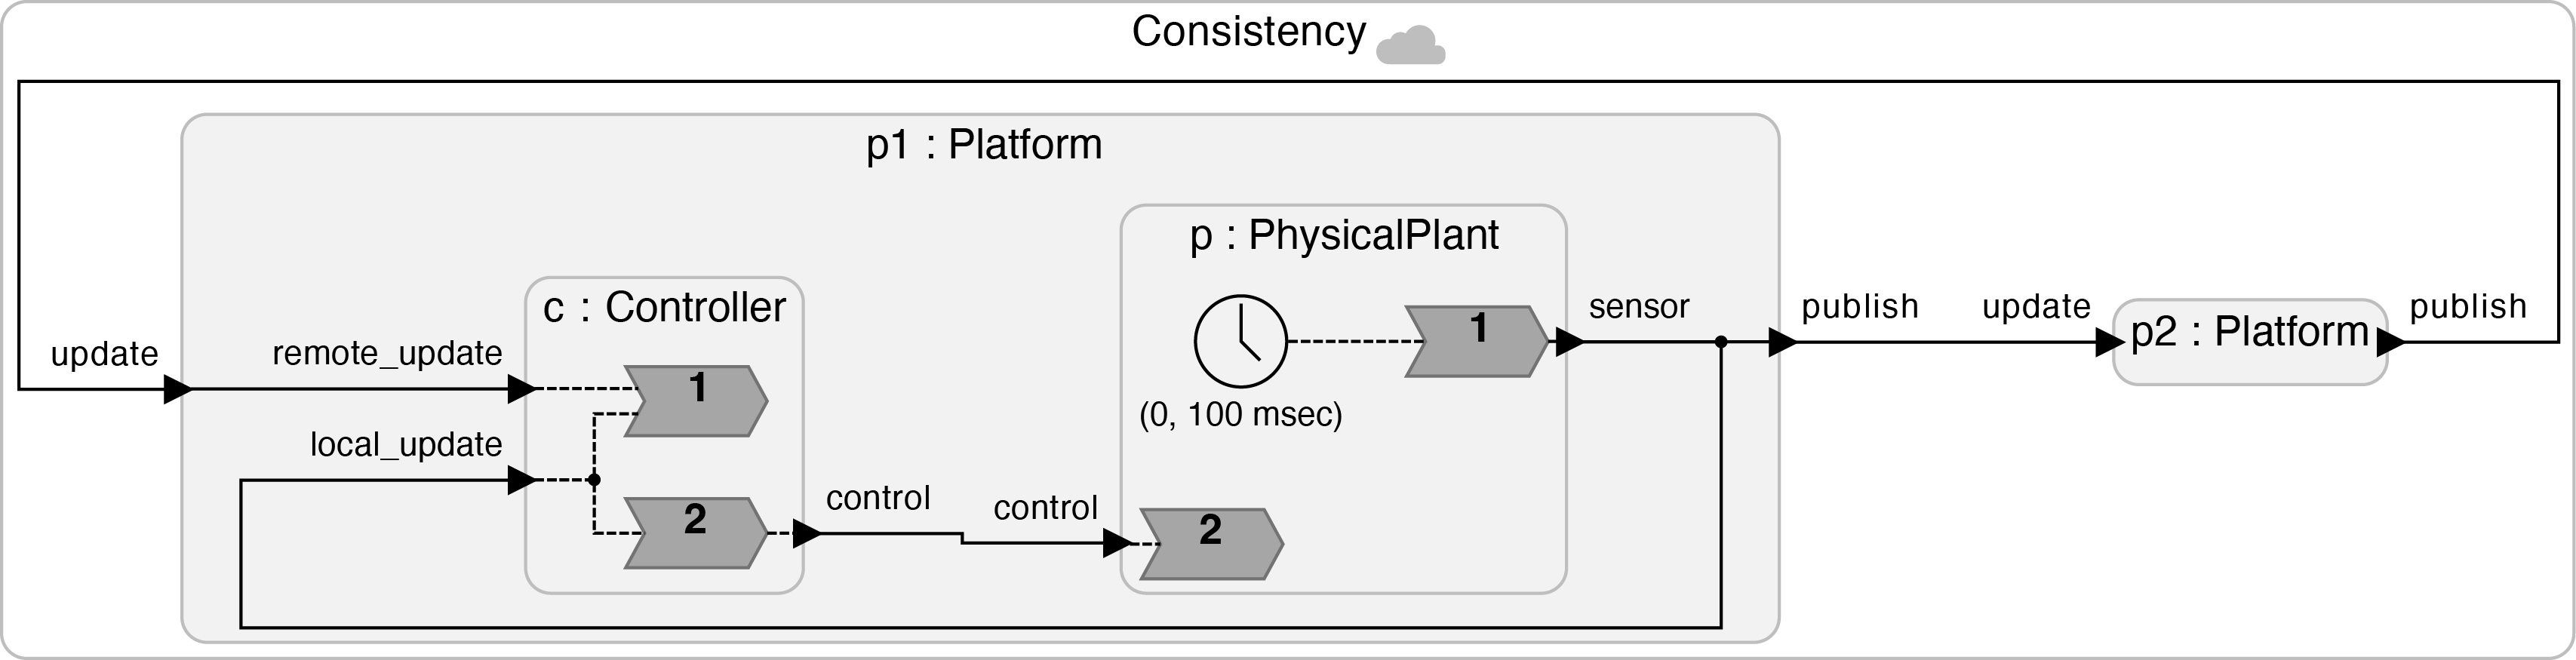 Consistency
p1 : Platform
p : PhysicalPlant
c : Controller
sensor
publish
update
p2 : Platform
publish
1
update
remote_update
1
(0, 100 msec)
local_update
2
control
control
2